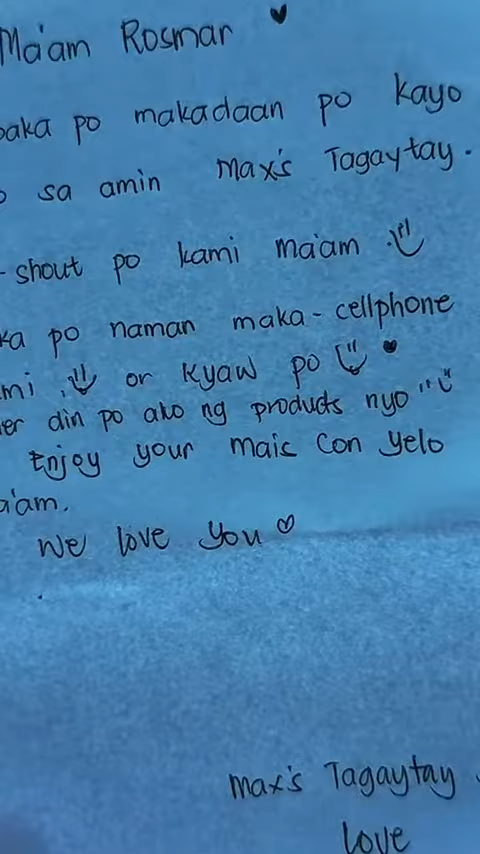 Ma'am Rosmar ♥
baka po makadaan po kayo
sa amin Max's Tagaytay.
- shout po kami ma'am
po naman maka-cellphone
or Kyaw po ♥
din po ako ng products nyo
Enjoy your mais con yelo
We love you ♡
Max's Tagaytay.
love